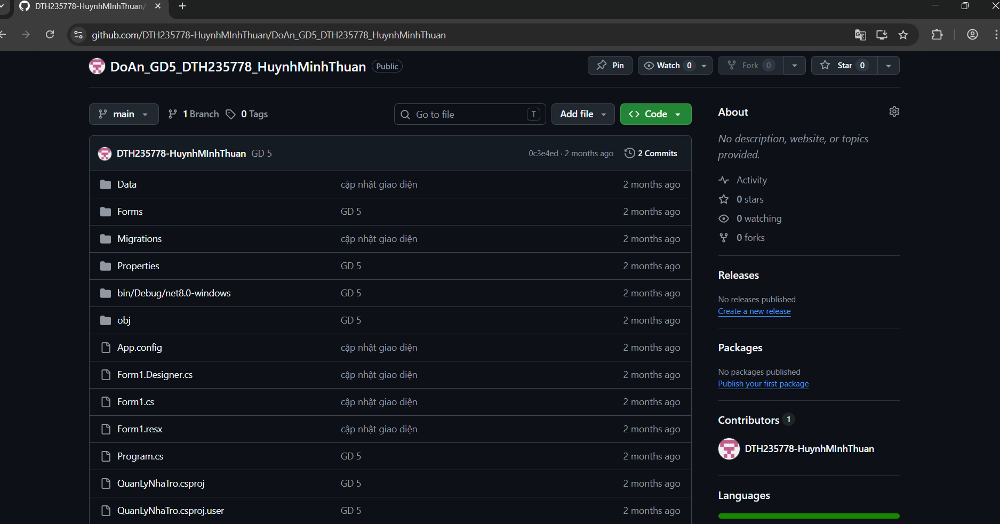 DTH235778-HuynhMInhThuan/
github.com/DTH235778-HuynhMInhThuan/DoAn_GD5_DTH235778_HuynhMinhThuan
DoAn_GD5_DTH235778_HuynhMinhThuan Public
Pin
Watch 0
Fork 0
Star 0
main
1 Branch
0 Tags
Go to file T
Add file
Code
DTH235778-HuynhMInhThuan GD 5 0c3e4ed · 2 months ago 2 Commits
Data cập nhật giao diện 2 months ago
Forms GD 5 2 months ago
Migrations cập nhật giao diện 2 months ago
Properties GD 5 2 months ago
bin/Debug/net8.0-windows GD 5 2 months ago
obj GD 5 2 months ago
App.config cập nhật giao diện 2 months ago
Form1.Designer.cs cập nhật giao diện 2 months ago
Form1.cs cập nhật giao diện 2 months ago
Form1.resx cập nhật giao diện 2 months ago
Program.cs GD 5 2 months ago
QuanLyNhaTro.csproj GD 5 2 months ago
QuanLyNhaTro.csproj.user GD 5 2 months ago
About
No description, website, or topics
provided.
Activity
0 stars
0 watching
0 forks
Releases
No releases published
Create a new release
Packages
No packages published
Publish your first package
Contributors 1
DTH235778-HuynhMInhThuan
Languages